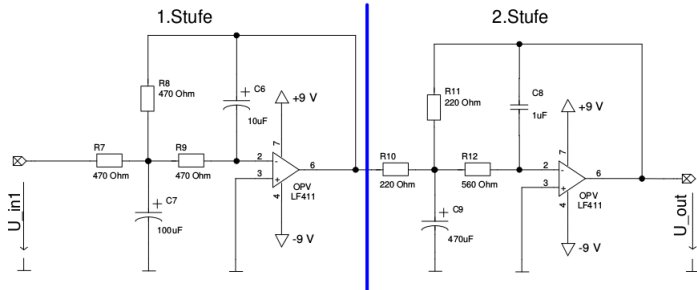 1.Stufe
2.Stufe
R8
470 Ohm
C6
10uF
+9 V
R7
470 Ohm
R9
470 Ohm
2
3
7
6
4
OPV
LF411
C7
100uF
-9 V
U_in1
R11
220 Ohm
C8
1uF
+9 V
R10
220 Ohm
R12
560 Ohm
2
3
7
6
4
OPV
LF411
C9
470uF
-9 V
U_out